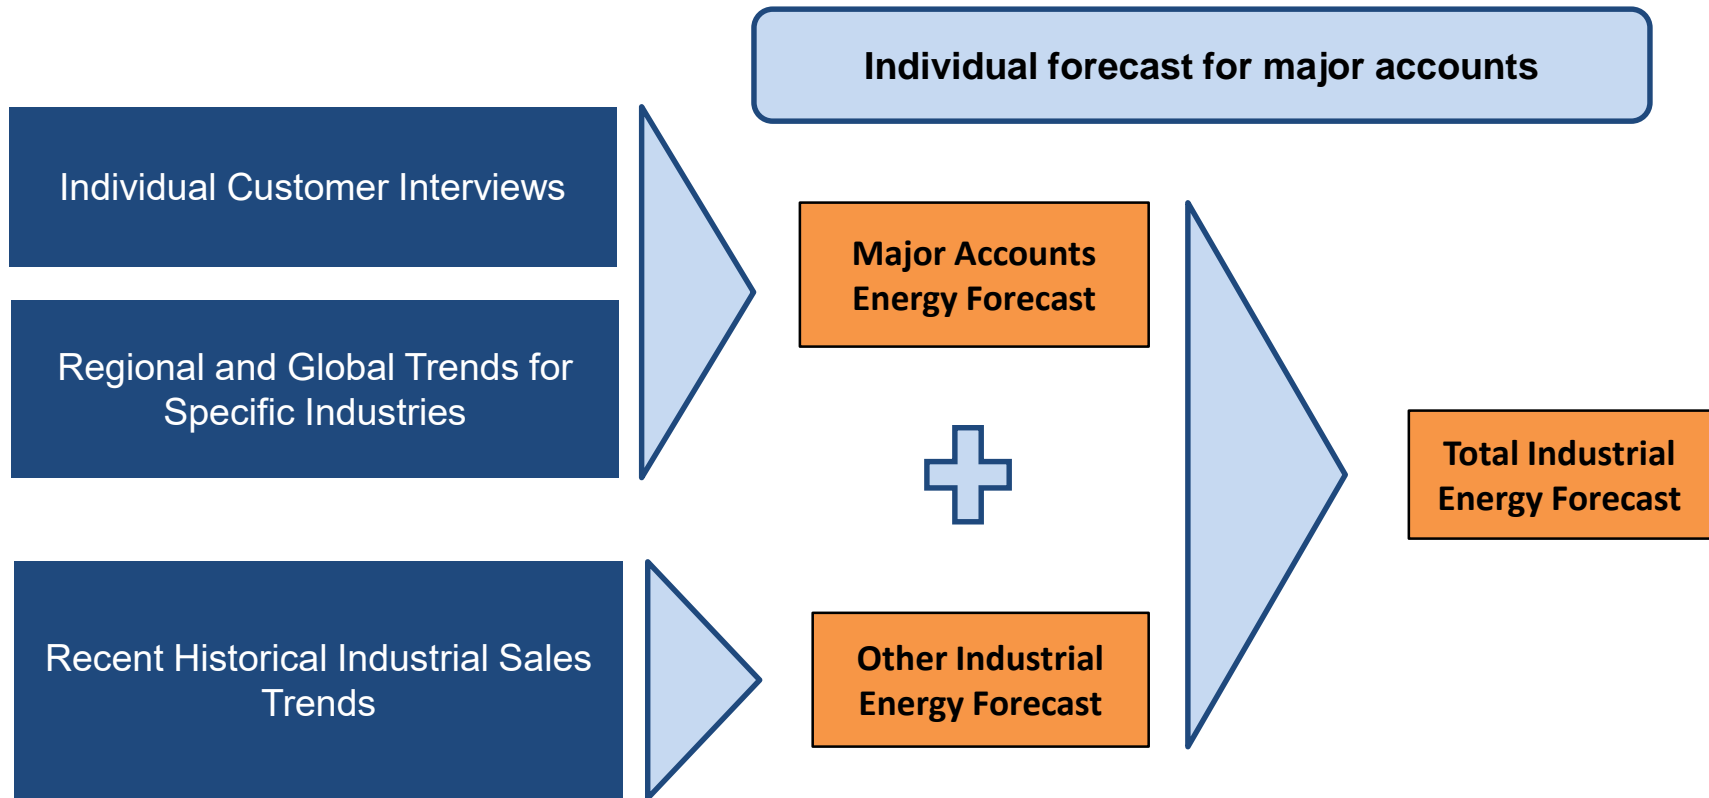 Individual forecast for major accounts
Individual Customer Interviews
Regional and Global Trends for
Specific Industries
Major Accounts
Energy Forecast
Total Industrial
Energy Forecast
Recent Historical Industrial Sales
Trends
Other Industrial
Energy Forecast